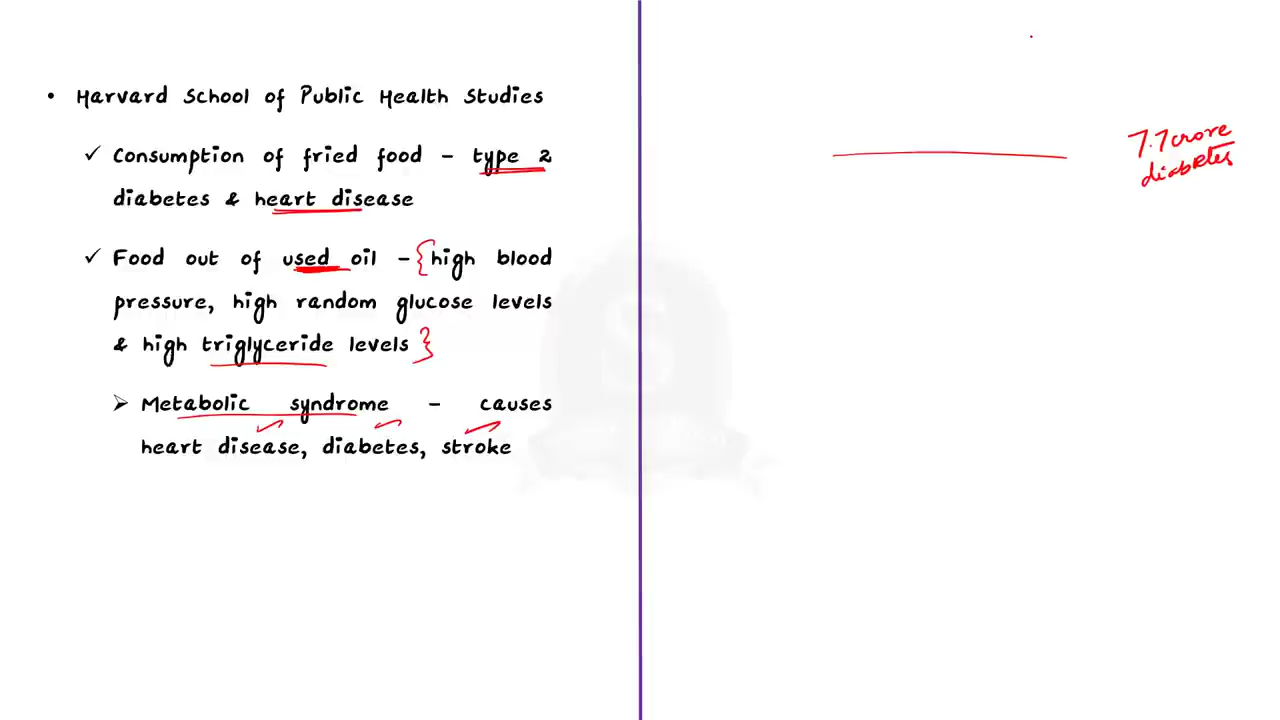 • Harvard School of Public Health Studies
✓ Consumption of fried food - type 2
diabetes & heart disease
✓ Food out of used oil - {high blood
pressure, high random glucose levels
& high triglyceride levels }
➢ Metabolic syndrome - causes
heart disease, diabetes, stroke
7.7 crore
diabetes